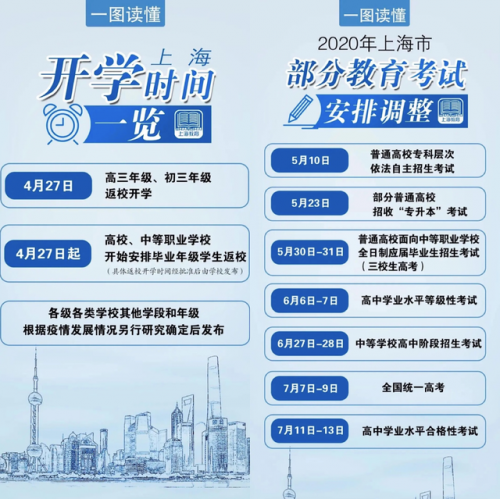 一图读懂
上海
开学时间
一览
上海教育
4月27日
高三年级、初三年级
返校开学
4月27日起
高校、中等职业学校
开始安排毕业年级学生返校
(具体返校开学时间经批准后由学校发布)
各级各类学校其他学段和年级
根据疫情发展情况另行研究确定后发布
一图读懂
2020年上海市
部分教育考试
安排调整
上海教育
5月10日
普通高校专科层次
依法自主招生考试
5月23日
部分普通高校
招收“专升本”考试
5月30日-31日
普通高校面向中等职业学校
全日制应届毕业生招生考试
(三校生高考)
6月6日-7日
高中学业水平等级性考试
6月27日-28日
中等学校高中阶段招生考试
7月7日-9日
全国统一高考
7月11日-13日
高中学业水平合格性考试